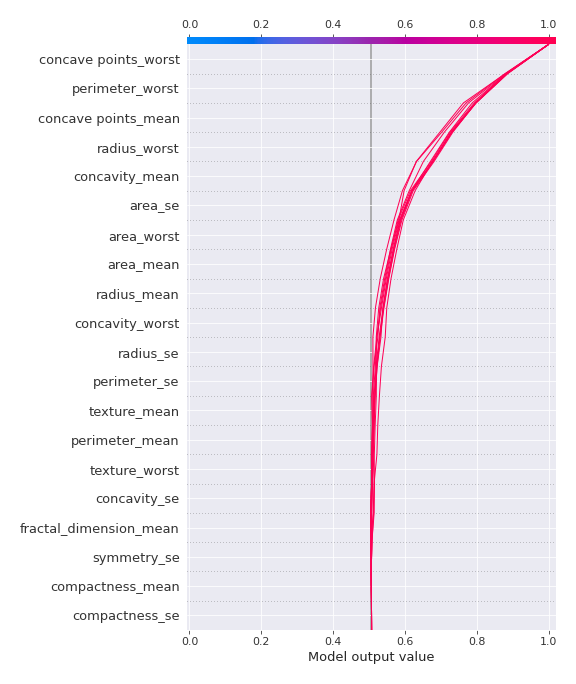 0.0 0.2 0.4 0.6 0.8 1.0
concave points_worst
perimeter_worst
concave points_mean
radius_worst
concavity_mean
area_se
area_worst
area_mean
radius_mean
concavity_worst
radius_se
perimeter_se
texture_mean
perimeter_mean
texture_worst
concavity_se
fractal_dimension_mean
symmetry_se
compactness_mean
compactness_se
0.0 0.2 0.4 0.6 0.8 1.0
Model output value